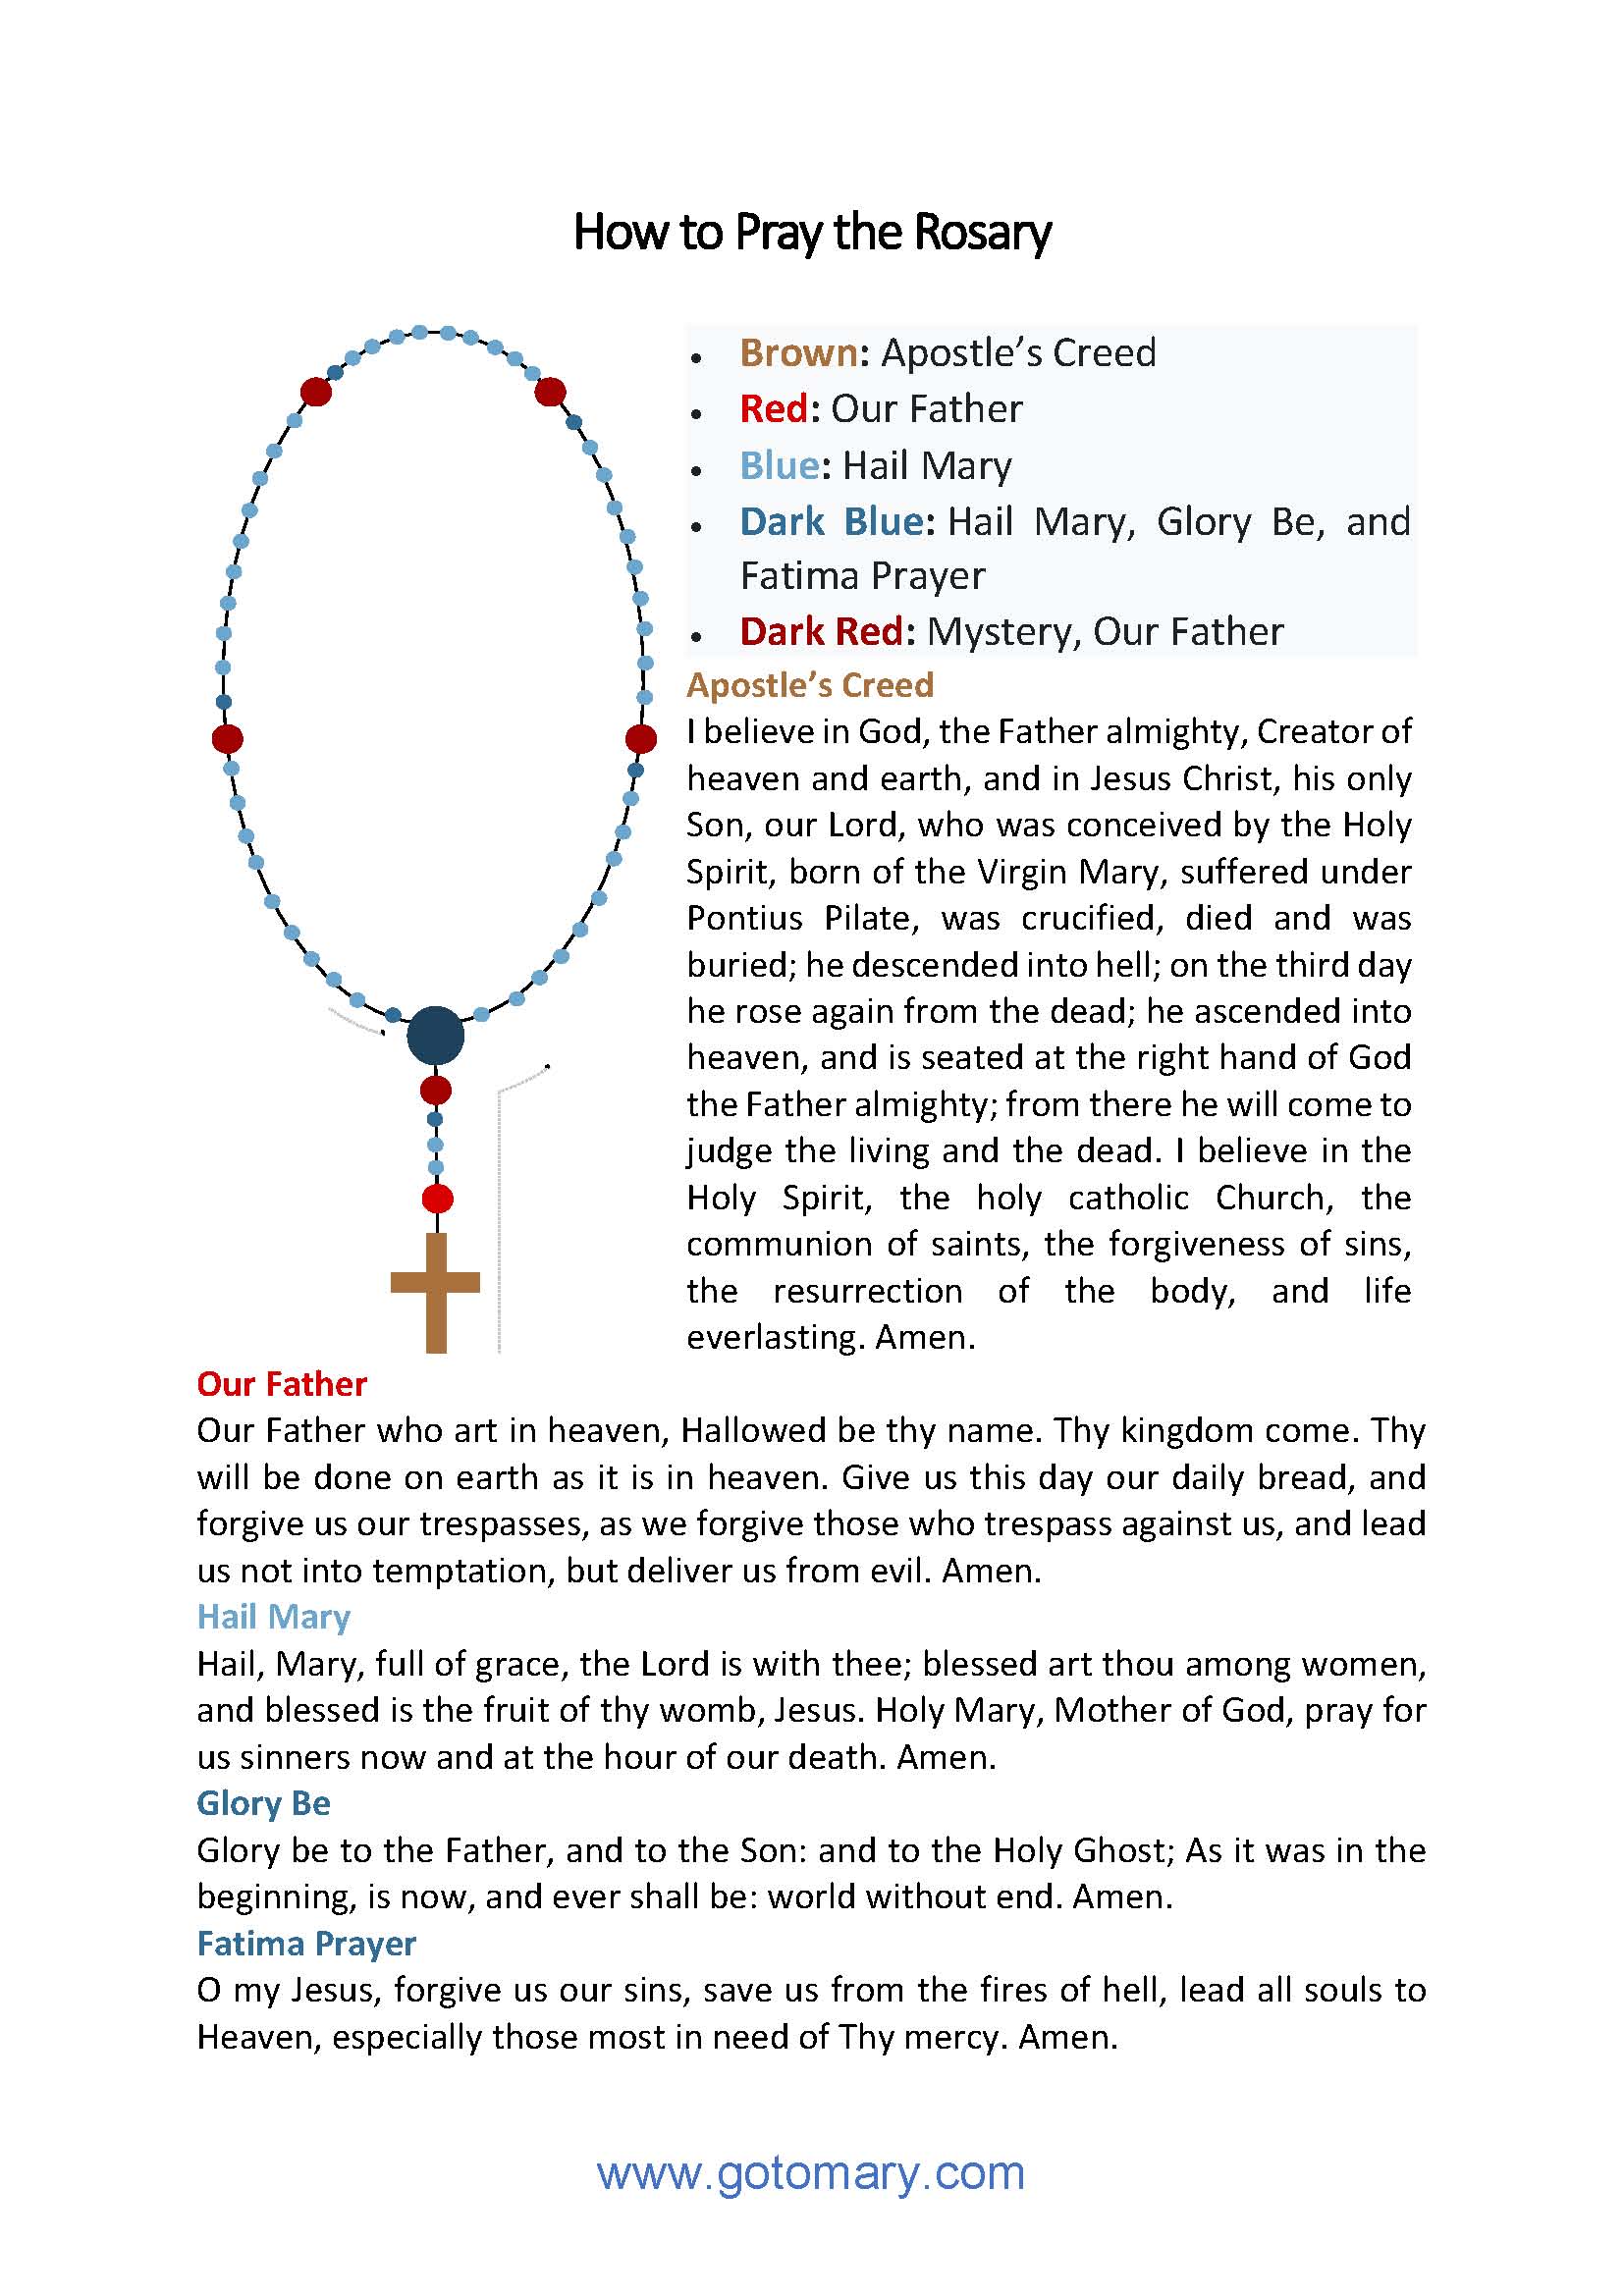 How to Pray the Rosary
• Brown: Apostle’s Creed
• Red: Our Father
• Blue: Hail Mary
• Dark Blue: Hail Mary, Glory Be, and
Fatima Prayer
• Dark Red: Mystery, Our Father
Apostle’s Creed
I believe in God, the Father almighty, Creator of
heaven and earth, and in Jesus Christ, his only
Son, our Lord, who was conceived by the Holy
Spirit, born of the Virgin Mary, suffered under
Pontius Pilate, was crucified, died and was
buried; he descended into hell; on the third day
he rose again from the dead; he ascended into
heaven, and is seated at the right hand of God
the Father almighty; from there he will come to
judge the living and the dead. I believe in the
Holy Spirit, the holy catholic Church, the
communion of saints, the forgiveness of sins,
the resurrection of the body, and life
everlasting. Amen.
Our Father
Our Father who art in heaven, Hallowed be thy name. Thy kingdom come. Thy
will be done on earth as it is in heaven. Give us this day our daily bread, and
forgive us our trespasses, as we forgive those who trespass against us, and lead
us not into temptation, but deliver us from evil. Amen.
Hail Mary
Hail, Mary, full of grace, the Lord is with thee; blessed art thou among women,
and blessed is the fruit of thy womb, Jesus. Holy Mary, Mother of God, pray for
us sinners now and at the hour of our death. Amen.
Glory Be
Glory be to the Father, and to the Son: and to the Holy Ghost; As it was in the
beginning, is now, and ever shall be: world without end. Amen.
Fatima Prayer
O my Jesus, forgive us our sins, save us from the fires of hell, lead all souls to
Heaven, especially those most in need of Thy mercy. Amen.
www.gotomary.com